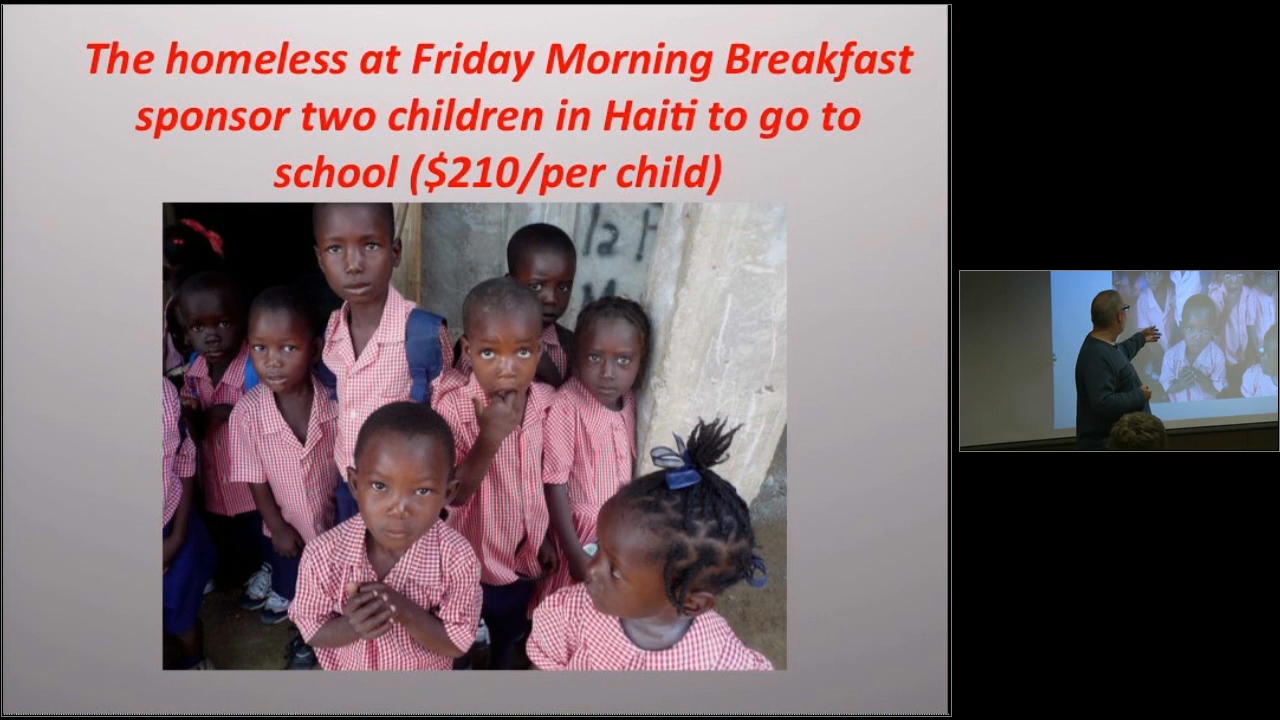 The homeless at Friday Morning Breakfast
sponsor two children in Haiti to go to
school ($210/per child)